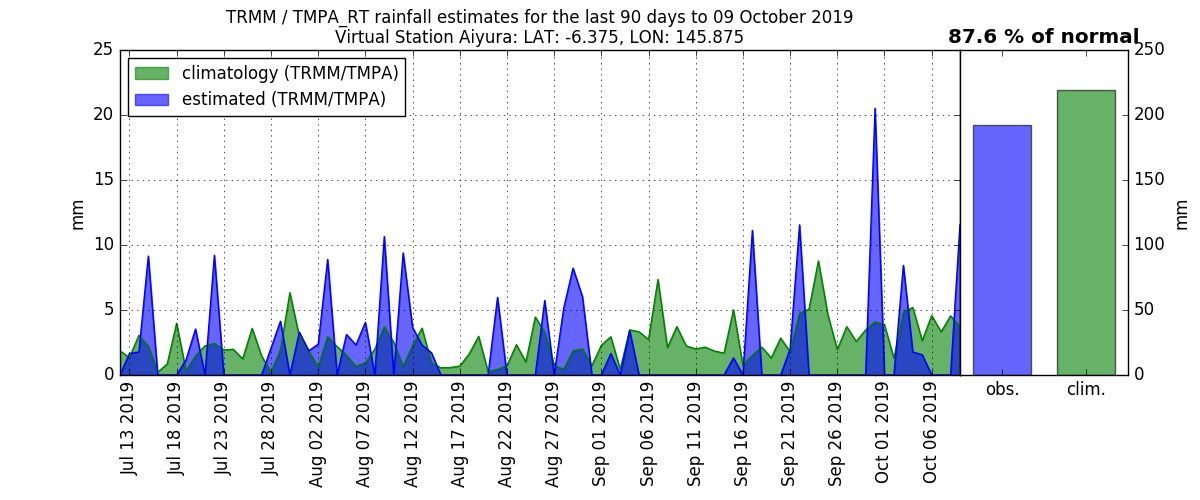 TRMM / TMPA_RT rainfall estimates for the last 90 days to 09 October 2019
Virtual Station Aiyura: LAT: -6.375, LON: 145.875
87.6 % of normal
climatology (TRMM/TMPA)
estimated (TRMM/TMPA)
25
20
15
10
5
0
mm
250
200
150
100
50
0
mm
Jul 13 2019
Jul 18 2019
Jul 23 2019
Jul 28 2019
Aug 02 2019
Aug 07 2019
Aug 12 2019
Aug 17 2019
Aug 22 2019
Aug 27 2019
Sep 01 2019
Sep 06 2019
Sep 11 2019
Sep 16 2019
Sep 21 2019
Sep 26 2019
Oct 01 2019
Oct 06 2019
obs.
clim.